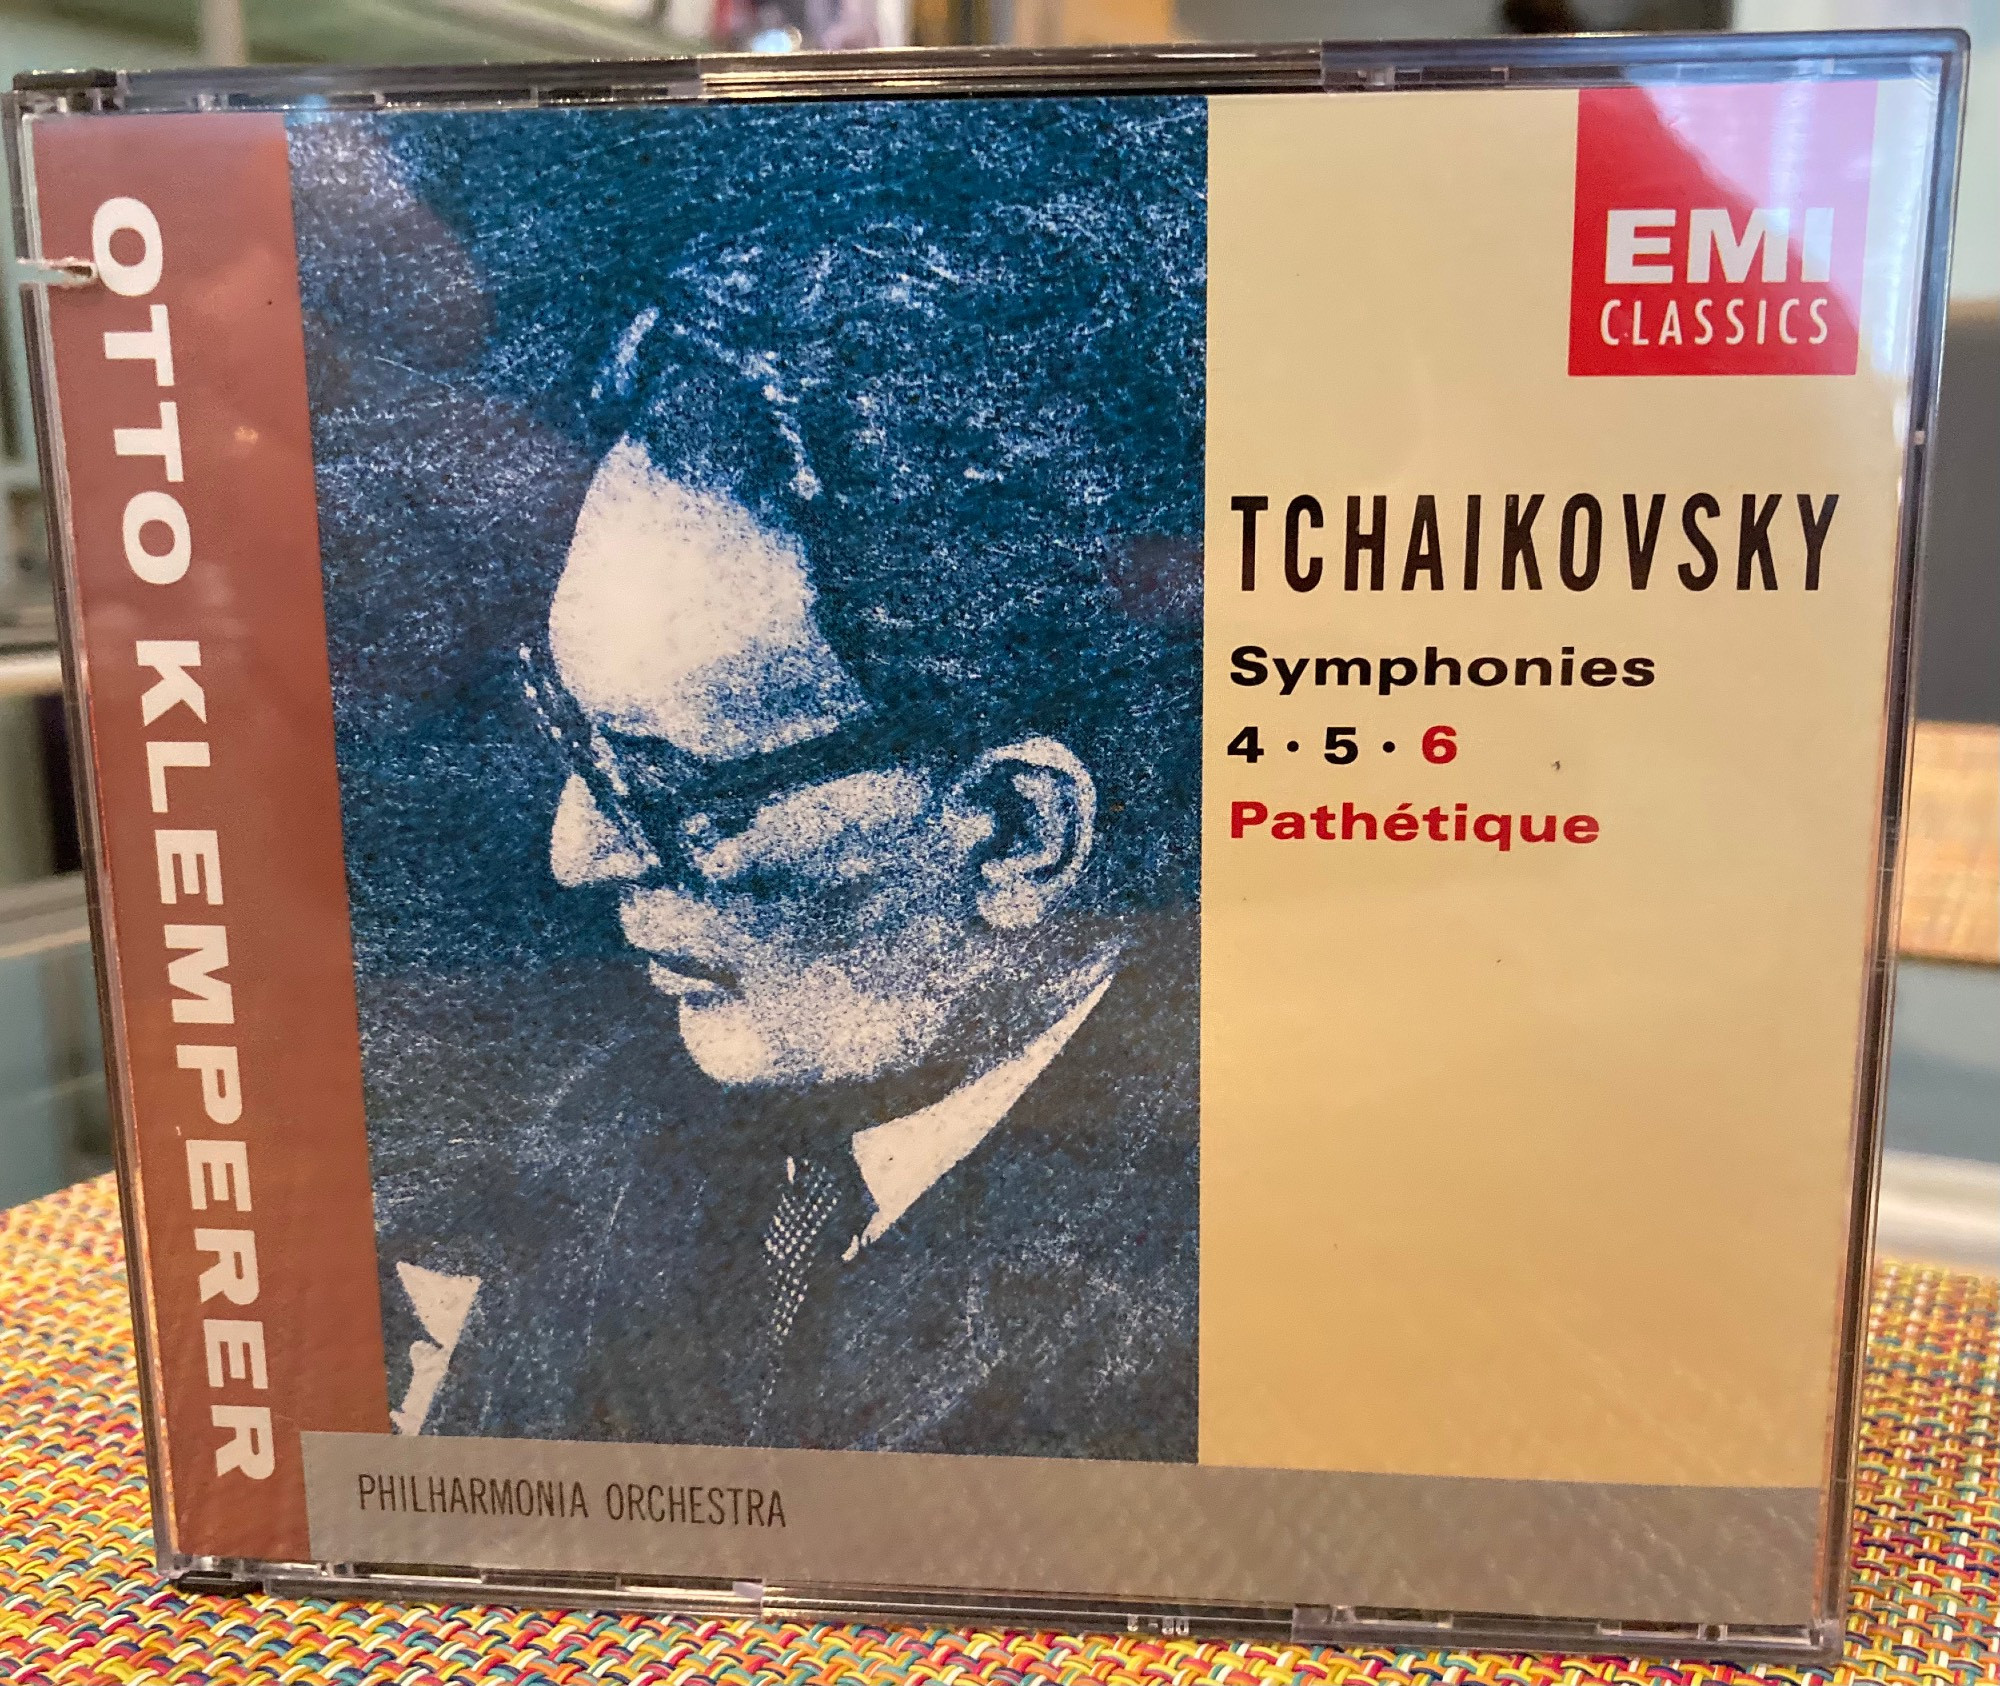 OTTO KLEMPERER
EMI
CLASSICS
TCHAIKOVSKY
Symphonies
4 · 5 · 6
Pathétique
PHILHARMONIA ORCHESTRA